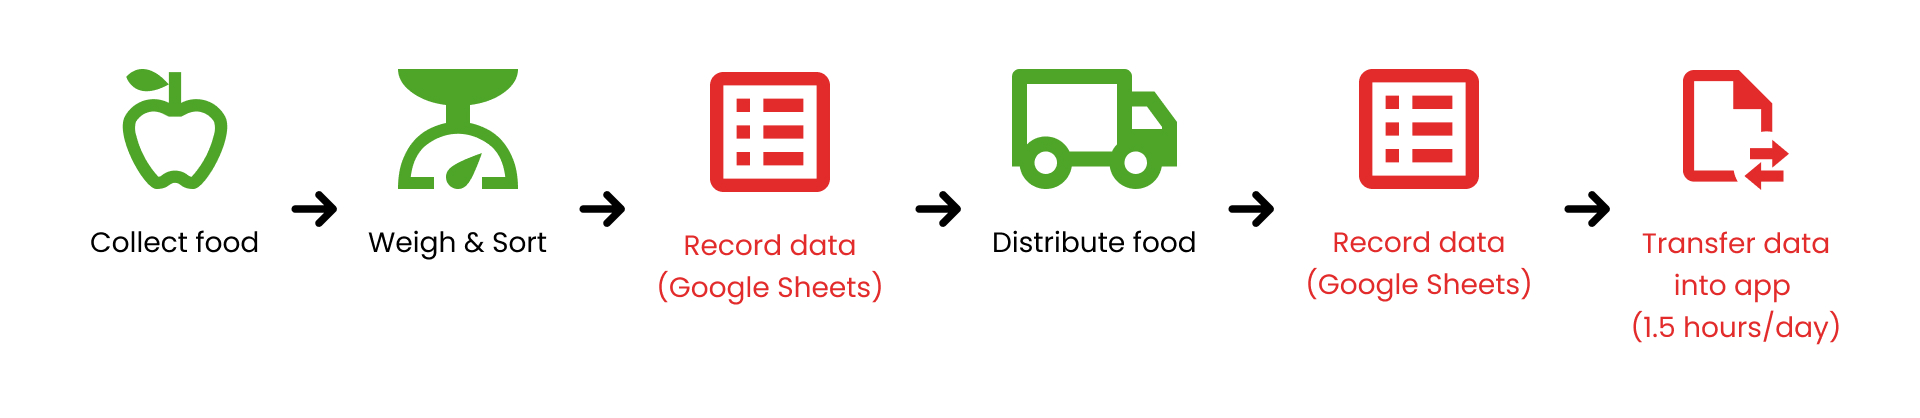 Collect food
Weigh & Sort
Record data
(Google Sheets)
Distribute food
Record data
(Google Sheets)
Transfer data
into app
(1.5 hours/day)